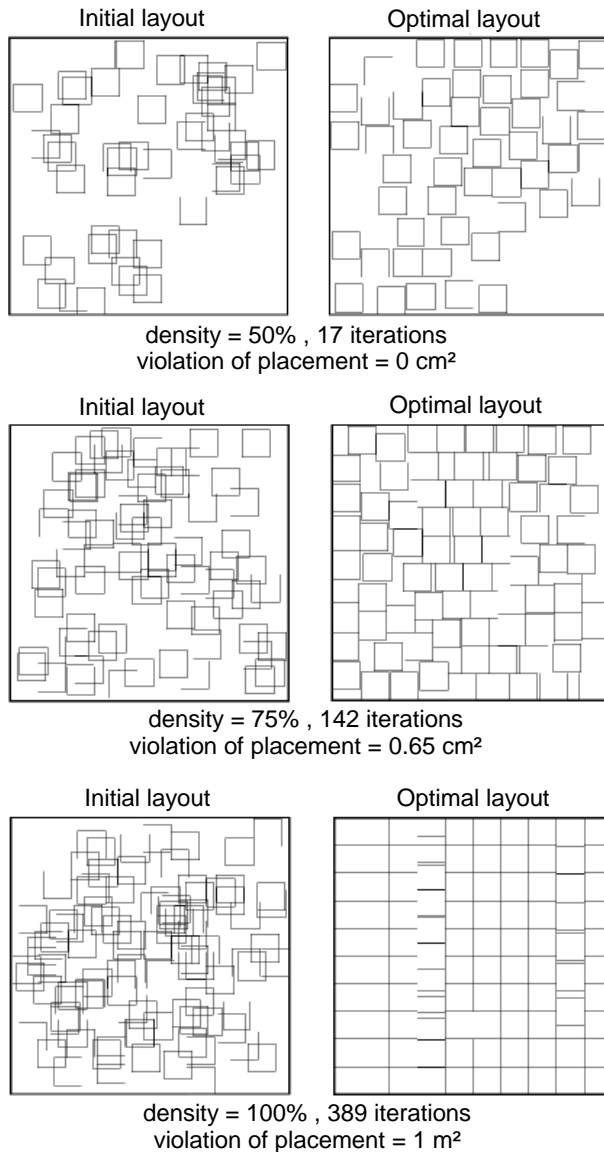 Initial layout
Optimal layout
density = 50% , 17 iterations
violation of placement = 0 cm²
Initial layout
Optimal layout
density = 75% , 142 iterations
violation of placement = 0.65 cm²
Initial layout
Optimal layout
density = 100% , 389 iterations
violation of placement = 1 m²